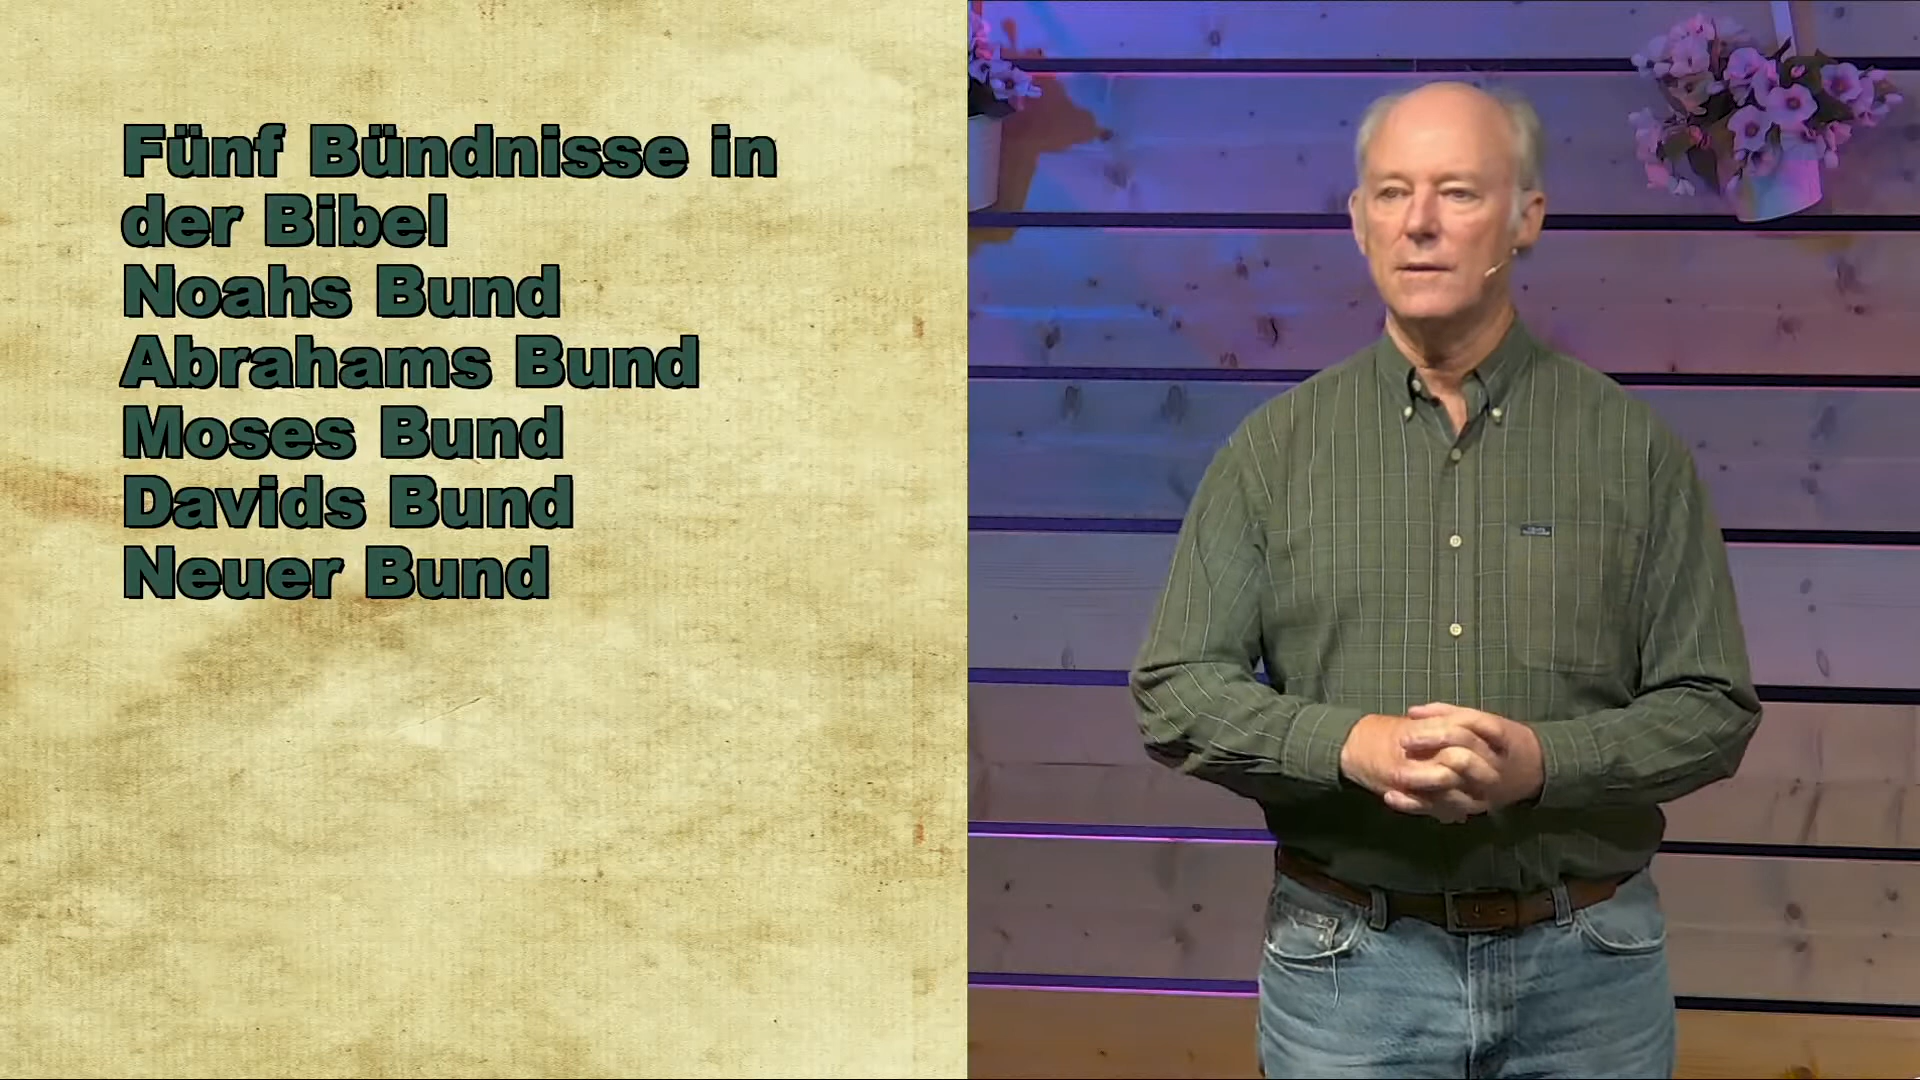 Fünf Bündnisse in
der Bibel
Noahs Bund
Abrahams Bund
Moses Bund
Davids Bund
Neuer Bund